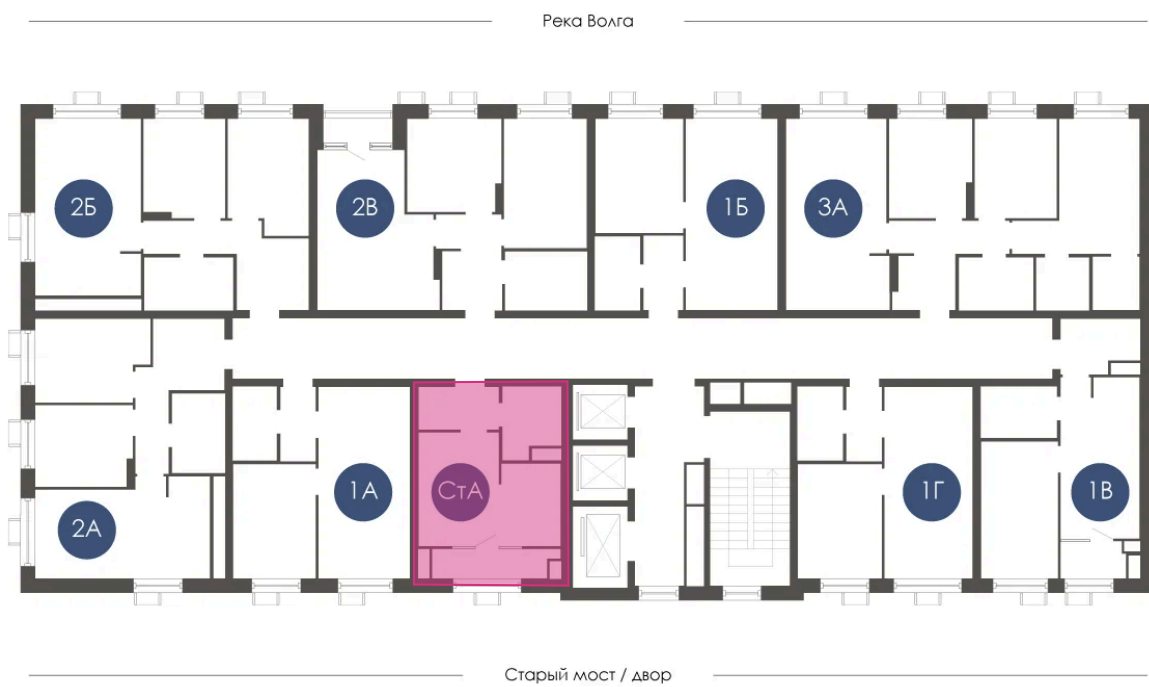 Река Волга
2Б
2В
1Б
3А
2А
1А
СтА
1Г
1В
Старый мост / двор